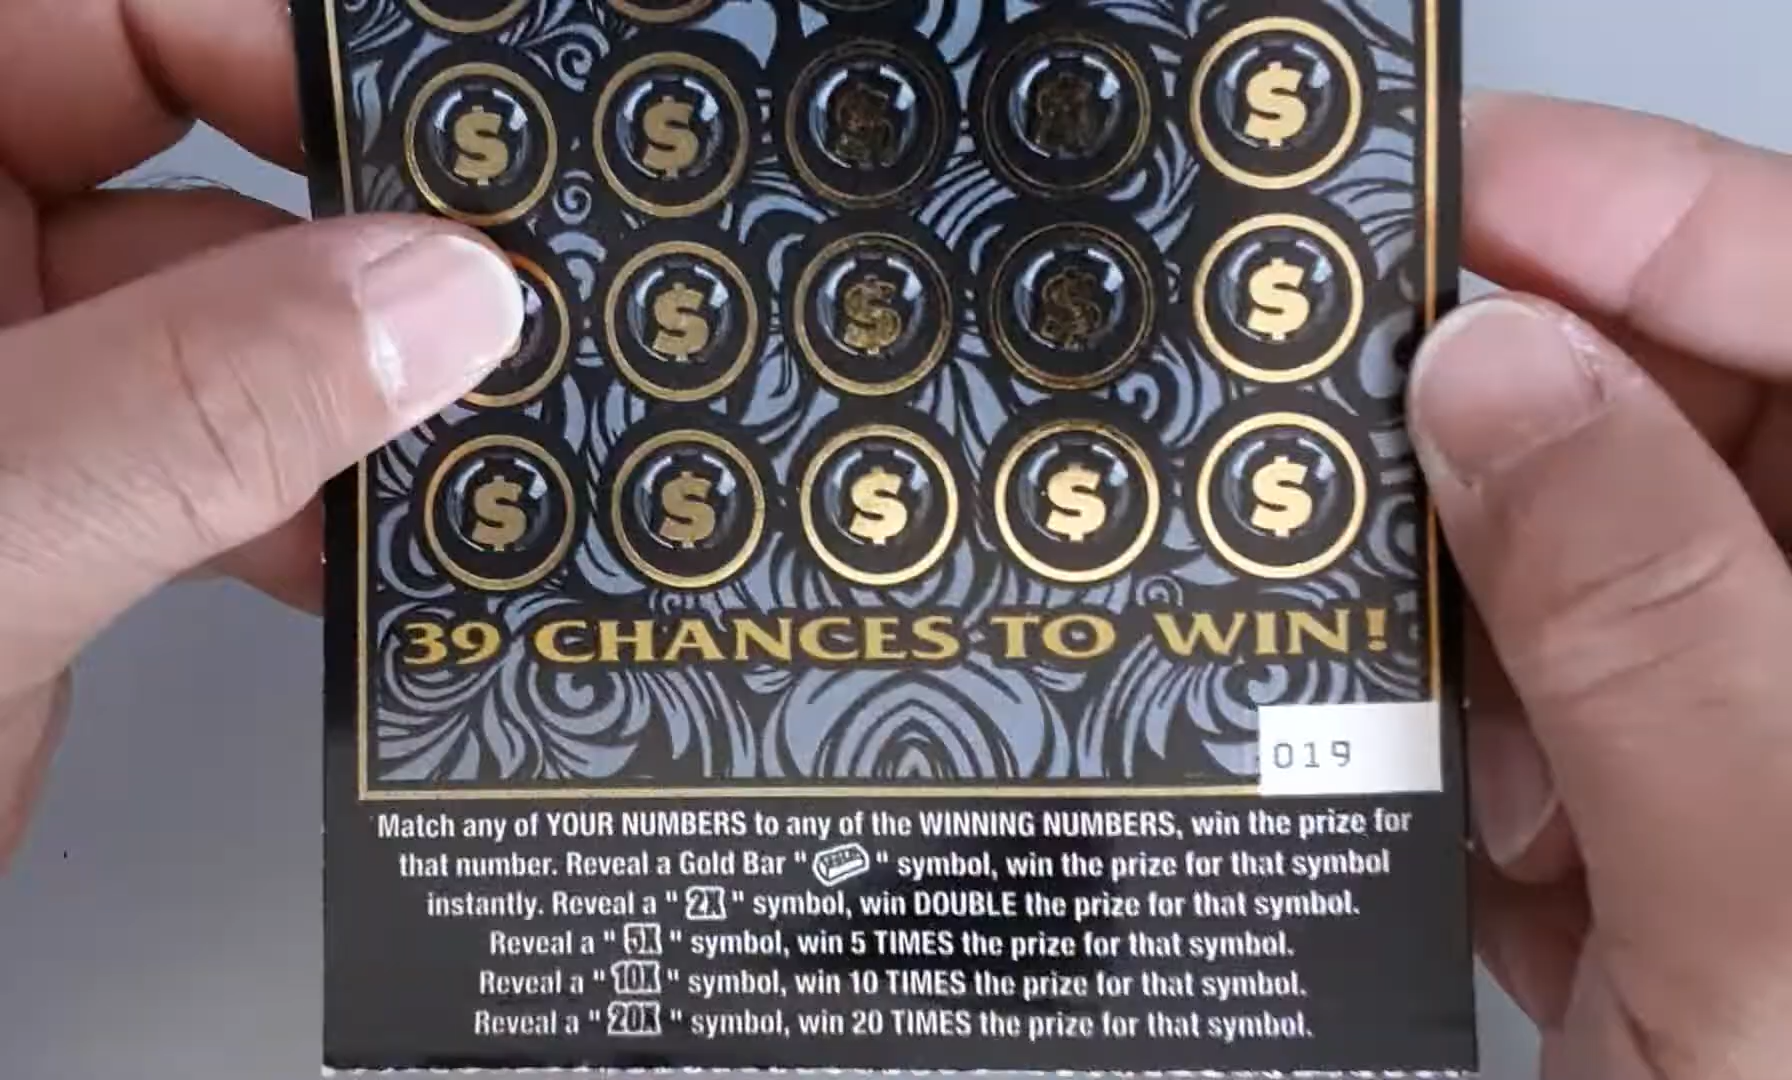 $ $ $ $ $
$ $ $ $
$ $ $ $ $
39 CHANCES TO WIN!
019
Match any of YOUR NUMBERS to any of the WINNING NUMBERS, win the prize for
that number. Reveal a Gold Bar " " symbol, win the prize for that symbol
instantly. Reveal a " 2X " symbol, win DOUBLE the prize for that symbol.
Reveal a " 5X " symbol, win 5 TIMES the prize for that symbol.
Reveal a " 10X " symbol, win 10 TIMES the prize for that symbol.
Reveal a " 20X " symbol, win 20 TIMES the prize for that symbol.